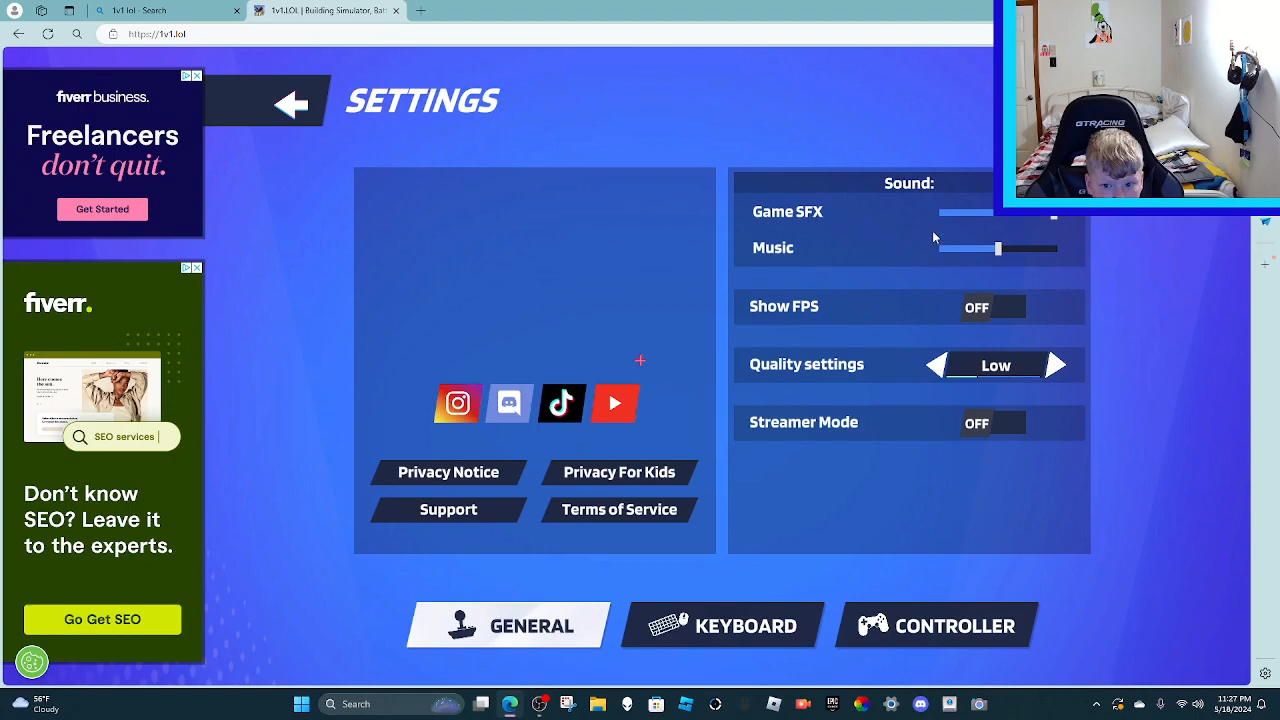 1v1.LOL
1v1.LOL | Building Simulator, Bat
https://1v1.lol
fiverr business.
Freelancers
don't quit.
Get Started
fiverr.
SEO services
Don't know
SEO? Leave it
to the experts.
Go Get SEO
SETTINGS
Privacy Notice
Privacy For Kids
Support
Terms of Service
Sound:
Game SFX
Music
Show FPS
OFF
Quality settings
Low
Streamer Mode
OFF
GENERAL
KEYBOARD
CONTROLLER
GTRACING
55°F
Cloudy
Search
11:27 PM
5/18/2024